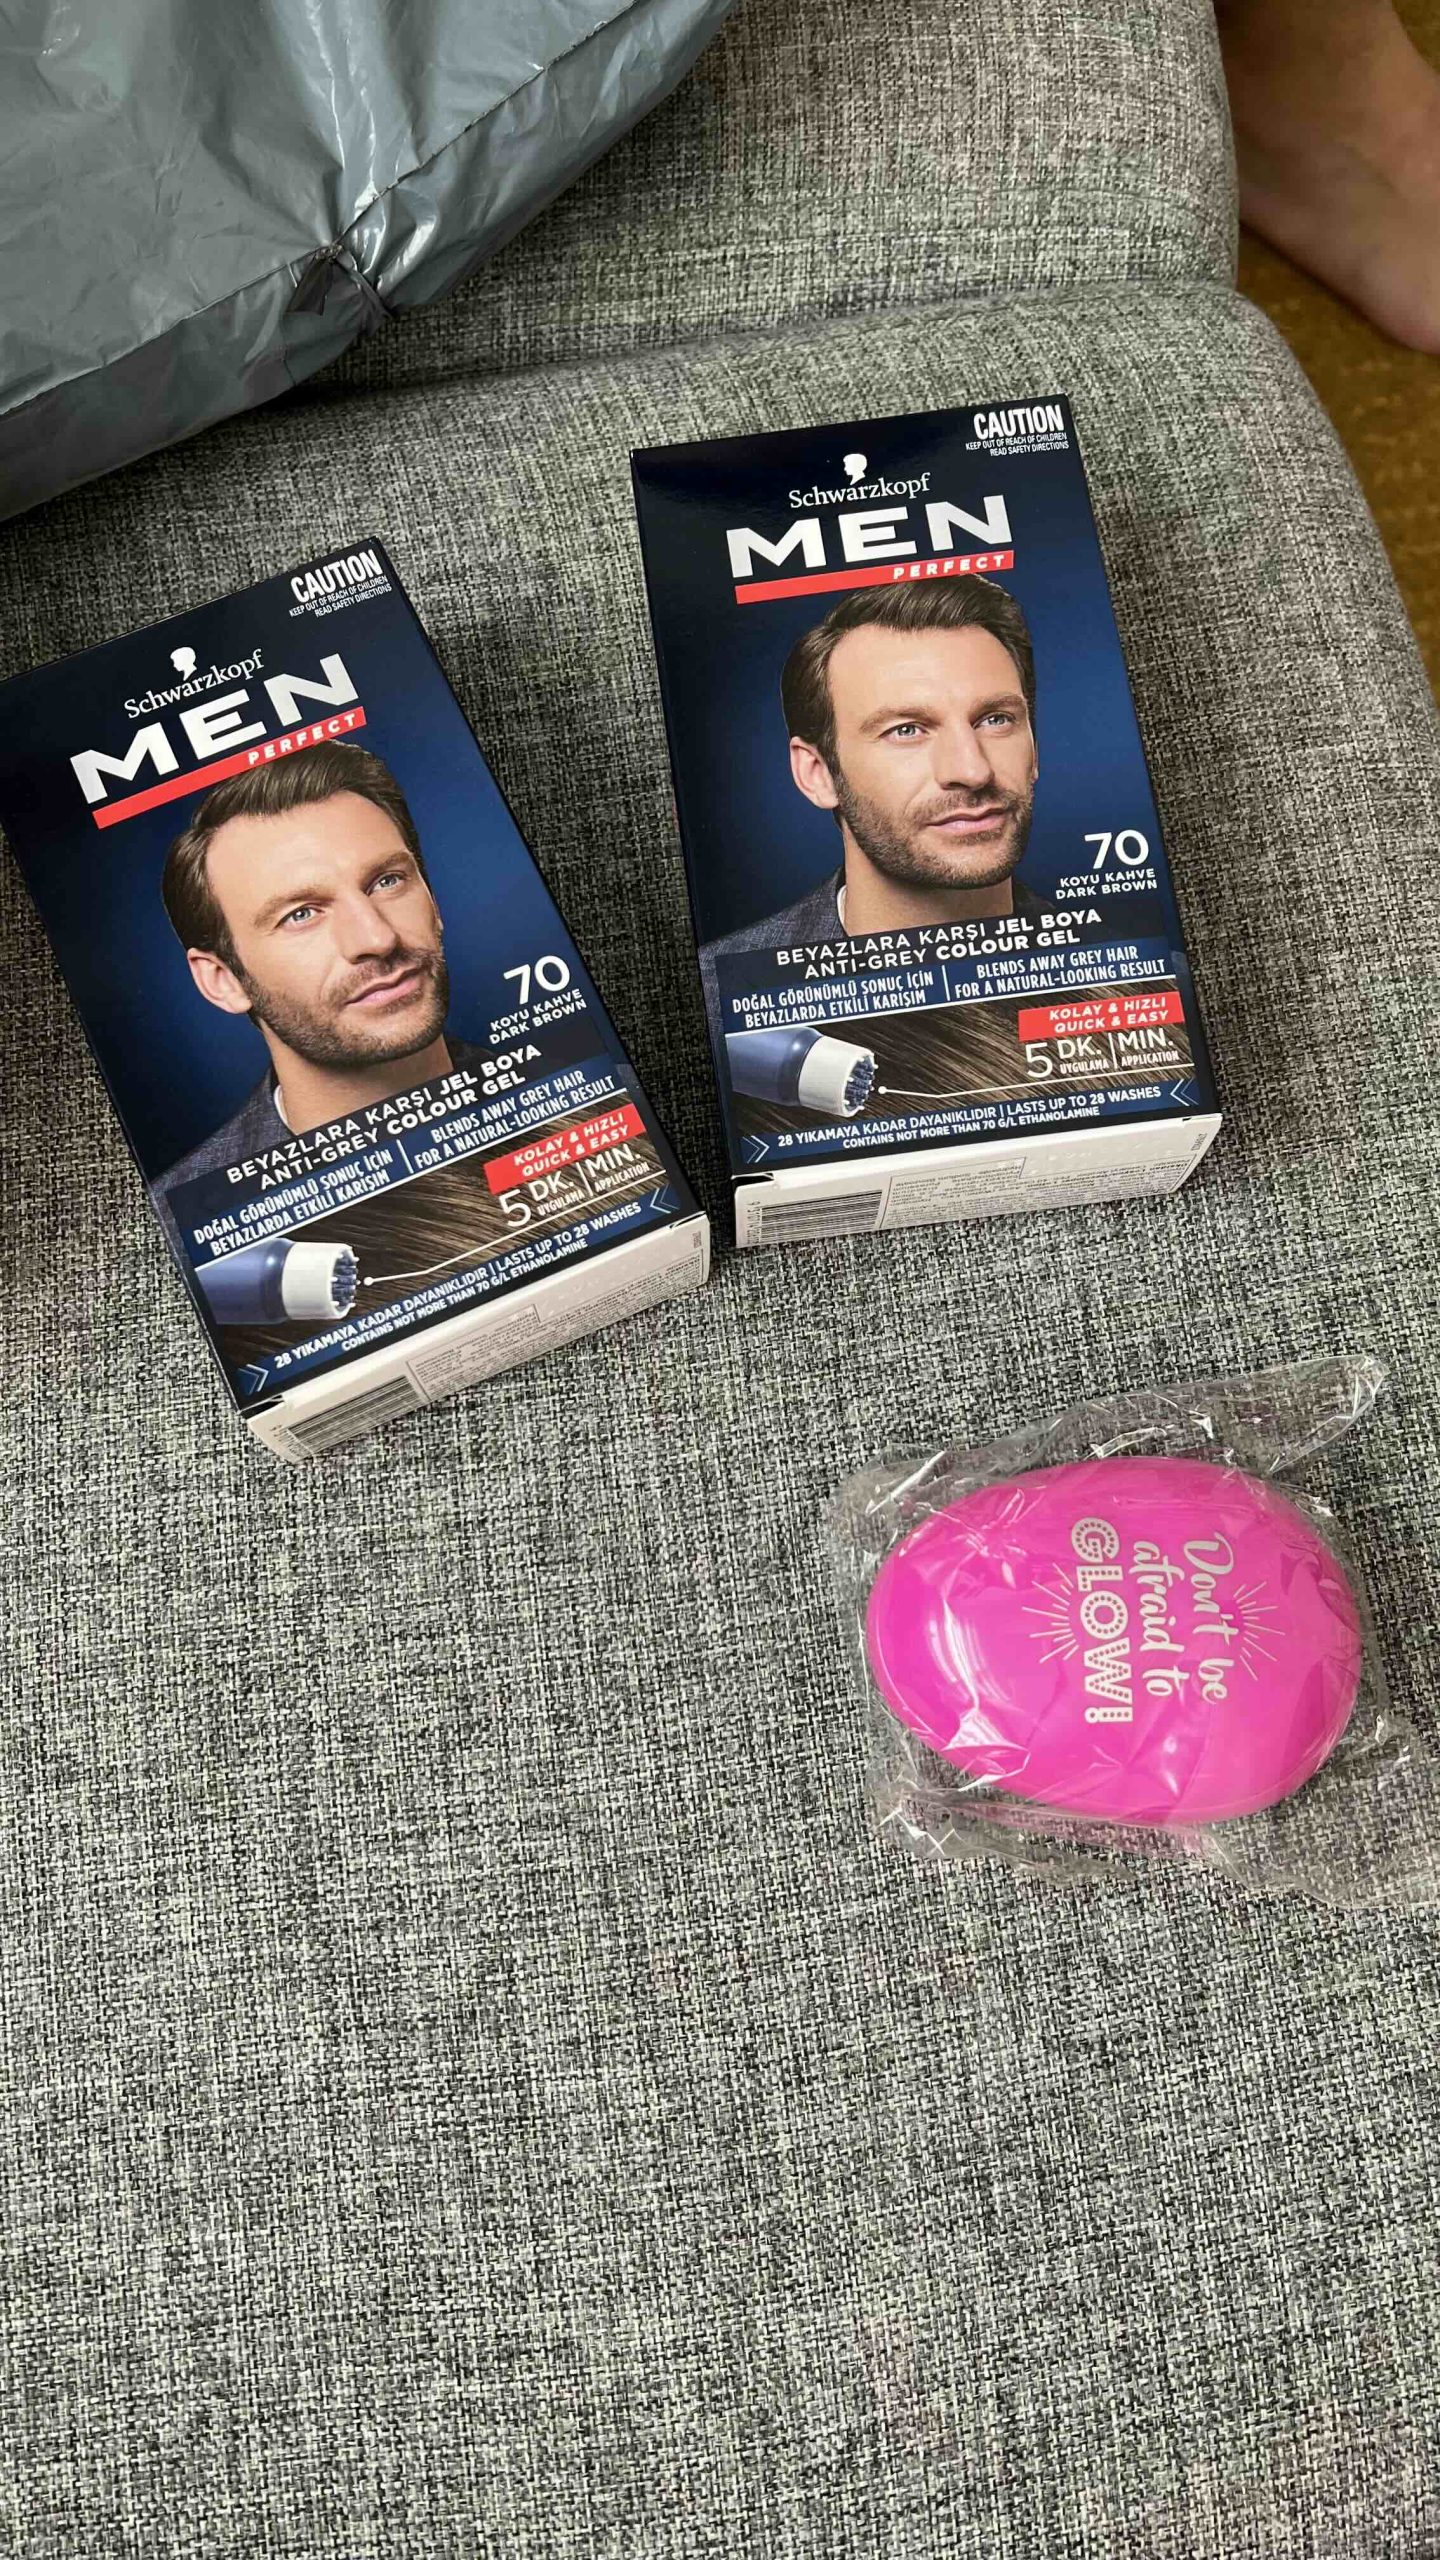 CAUTION
KEEP OUT OF REACH OF CHILDREN
READ SAFETY DIRECTIONS
Schwarzkopf
MEN
PERFECT
70
KOYU KAHVE
DARK BROWN
BEYAZLARA KARŞI JEL BOYA
ANTI-GREY COLOUR GEL
DOĞAL GÖRÜNÜMLÜ SONUÇ İÇİN
BEYAZLARDA ETKİLİ KARIŞIM
BLENDS AWAY GREY HAIR
FOR A NATURAL-LOOKING RESULT
KOLAY & HIZLI
QUICK & EASY
5 DK. | MIN.
UYGULAMA | APPLICATION
28 YIKAMAYA KADAR DAYANIKLIDIR | LASTS UP TO 28 WASHES
CONTAINS NOT MORE THAN 70 G/L ETHANOLAMINE
CAUTION
KEEP OUT OF REACH OF CHILDREN
READ SAFETY DIRECTIONS
Schwarzkopf
MEN
PERFECT
70
KOYU KAHVE
DARK BROWN
BEYAZLARA KARŞI JEL BOYA
ANTI-GREY COLOUR GEL
DOĞAL GÖRÜNÜMLÜ SONUÇ İÇİN
BEYAZLARDA ETKİLİ KARIŞIM
BLENDS AWAY GREY HAIR
FOR A NATURAL-LOOKING RESULT
KOLAY & HIZLI
QUICK & EASY
5 DK. | MIN.
UYGULAMA | APPLICATION
28 YIKAMAYA KADAR DAYANIKLIDIR | LASTS UP TO 28 WASHES
CONTAINS NOT MORE THAN 70 G/L ETHANOLAMINE
Don't be
afraid to
GLOW!